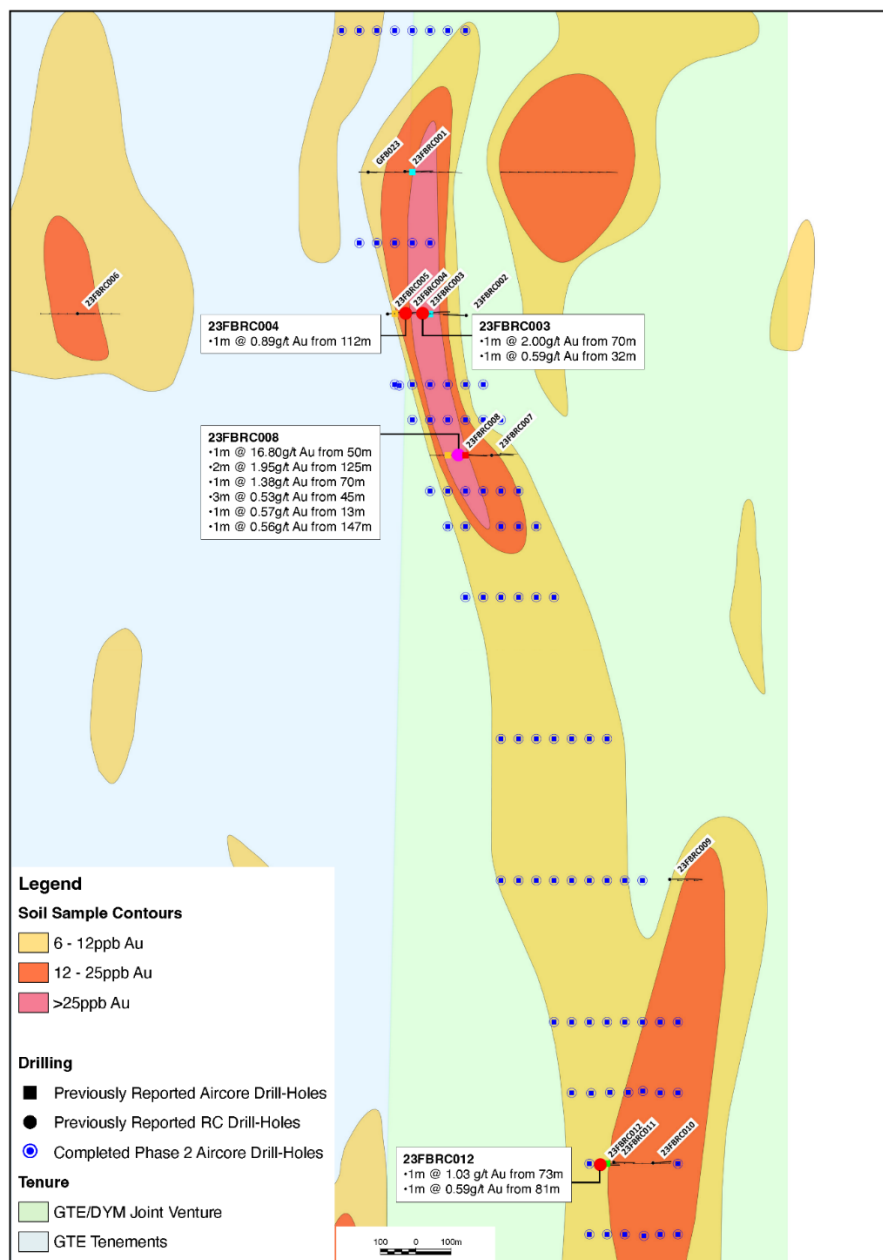 GFB023
23FBRC001
23FBRC006
23FBRC005
23FBRC004
23FBRC003
23FBRC002
23FBRC004
•1m @ 0.89g/t Au from 112m
23FBRC003
•1m @ 2.00g/t Au from 70m
•1m @ 0.59g/t Au from 32m
23FBRC008
•1m @ 16.80g/t Au from 50m
•2m @ 1.95g/t Au from 125m
•1m @ 1.38g/t Au from 70m
•3m @ 0.53g/t Au from 45m
•1m @ 0.57g/t Au from 13m
•1m @ 0.56g/t Au from 147m
23FBRC008
23FBRC007
23FBRC009
Legend
Soil Sample Contours
6 - 12ppb Au
12 - 25ppb Au
>25ppb Au
Drilling
Previously Reported Aircore Drill-Holes
Previously Reported RC Drill-Holes
Completed Phase 2 Aircore Drill-Holes
Tenure
GTE/DYM Joint Venture
GTE Tenements
23FBRC012
23FBRC011
23FBRC010
23FBRC012
•1m @ 1.03 g/t Au from 73m
•1m @ 0.59g/t Au from 81m
100 0 100m